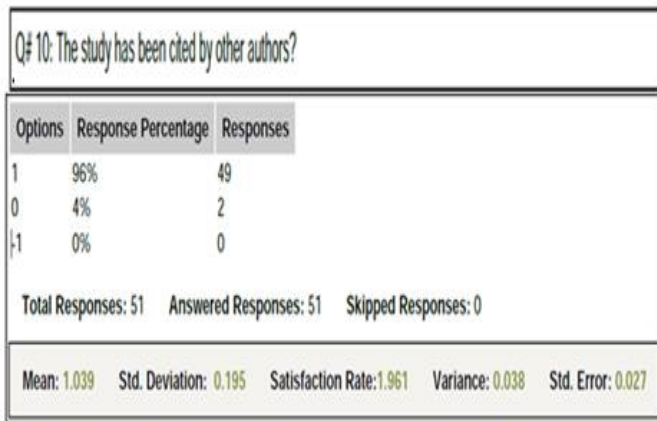 Q# 10: The study has been cited by other authors?
.
Options Response Percentage Responses
1 96% 49
0 4% 2
-1 0% 0
Total Responses: 51 Answered Responses: 51 Skipped Responses: 0
Mean: 1.039 Std. Deviation: 0.195 Satisfaction Rate:1.961 Variance: 0.038 Std. Error: 0.027